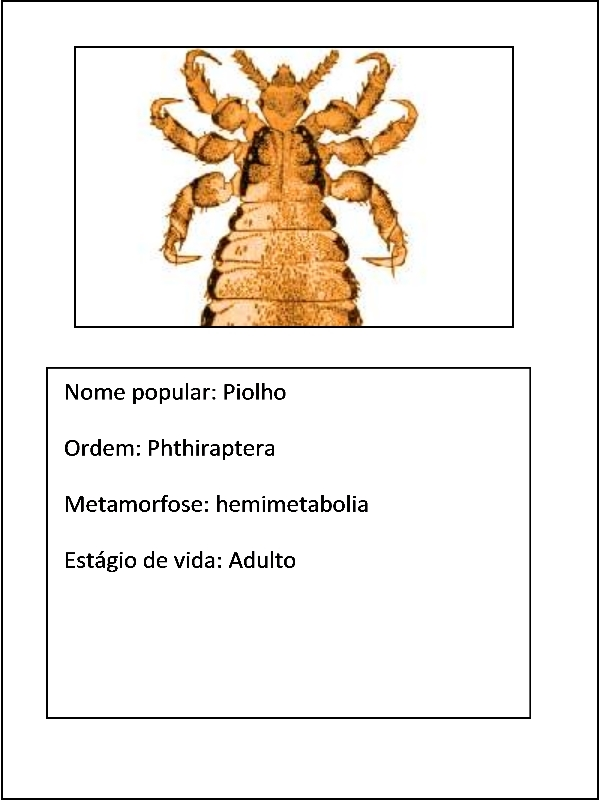 Nome popular: Piolho
Ordem: Phthiraptera
Metamorfose: hemimetabolia
Estágio de vida: Adulto